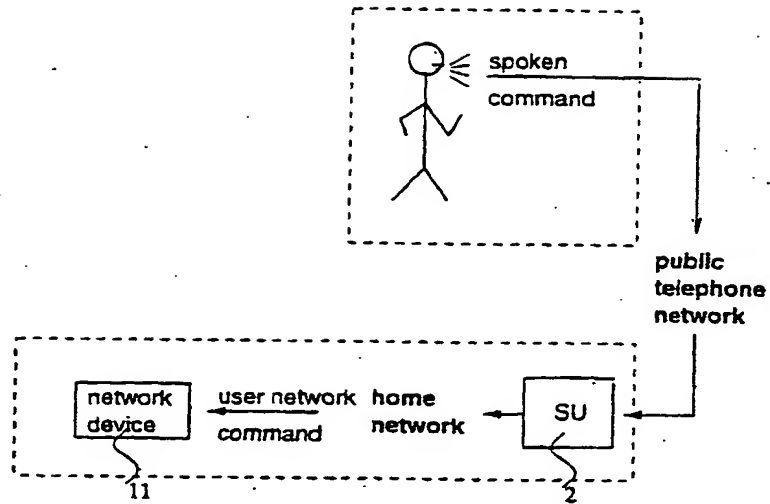 spoken
command
public
telephone
network
network
device
user network
command
home
network
SU
11
2